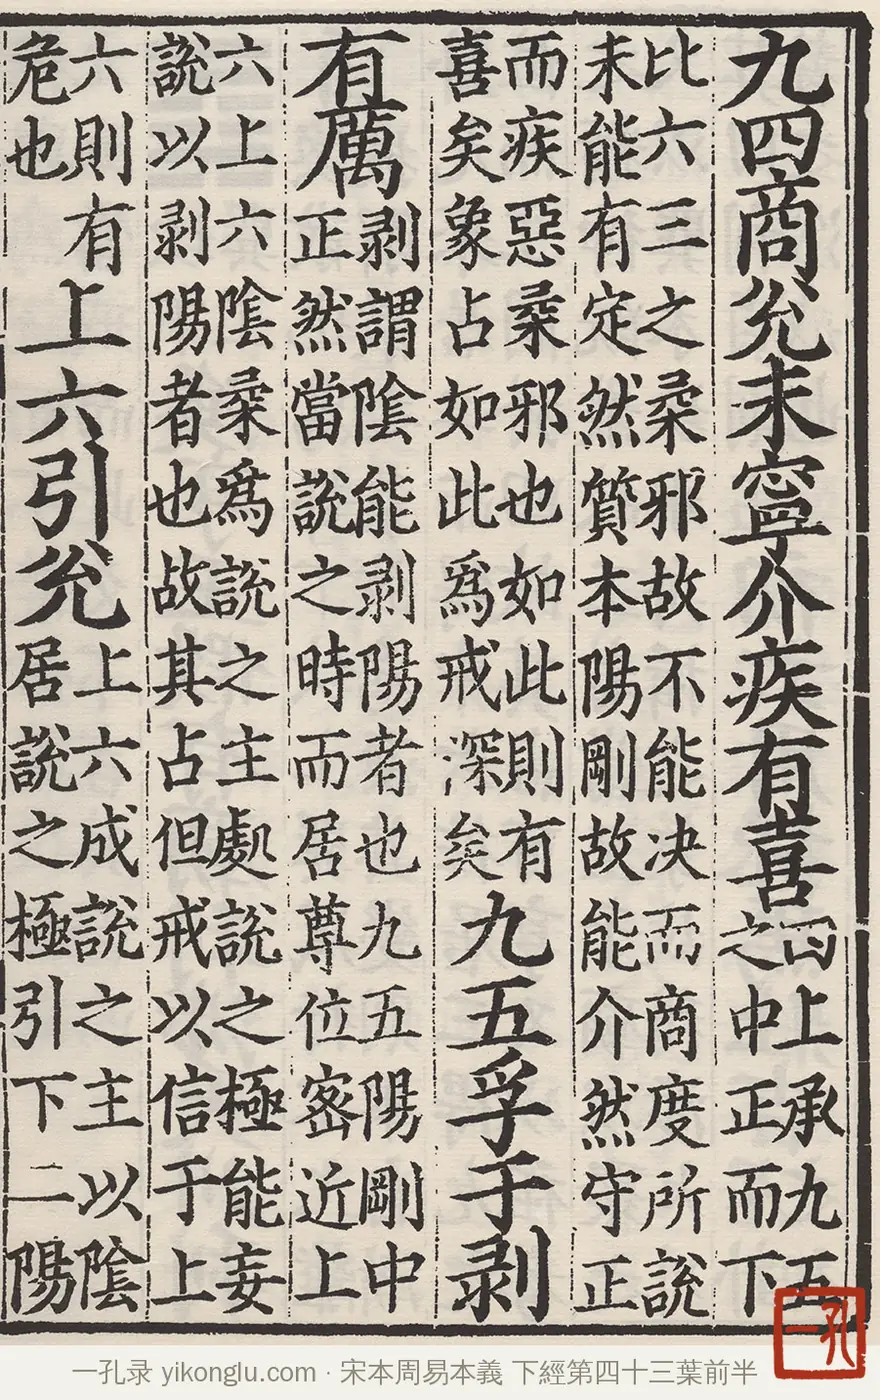 九四商兊未寧介疾有喜四上承九五之中正而下
比六三之柔邪故不能决而商度所說未能有定然質本陽剛故能介然守正
而疾惡柔邪也如此則有喜矣象占如此爲戒深矣九五孚于剥
有厲剥謂陰能剥陽者也九五陽剛中正然當說之時而居尊位宻近上
六上六陰柔爲說之主處說之極能妄說以剥陽者也故其占但戒以信于上
六則有危也上六引兊上六成說之主以陰居說之極引下二陽
一孔
一孔录 yikonglu.com · 宋本周易本義 下經第四十三葉前半